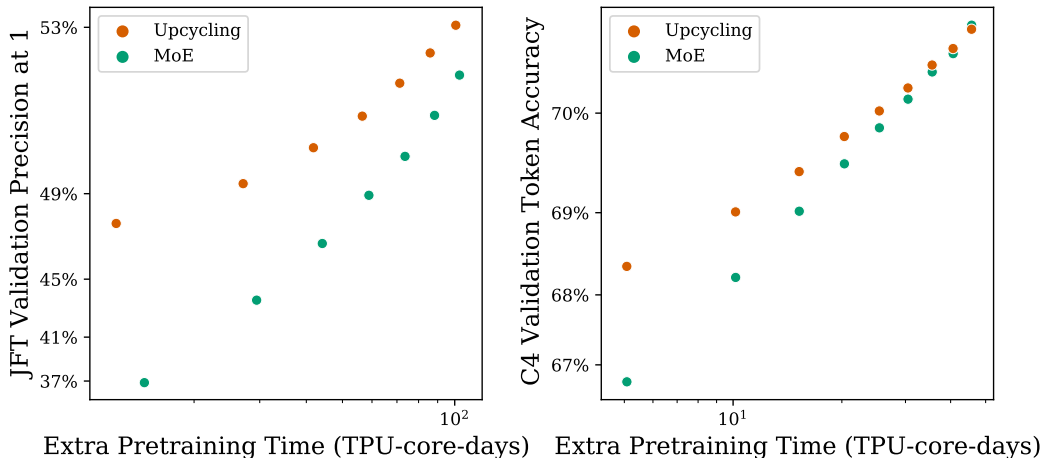 JFT Validation Precision at 1
53%
49%
45%
41%
37%
Upcycling
MoE
10²
Extra Pretraining Time (TPU-core-days)
C4 Validation Token Accuracy
70%
69%
68%
67%
Upcycling
MoE
10¹
Extra Pretraining Time (TPU-core-days)